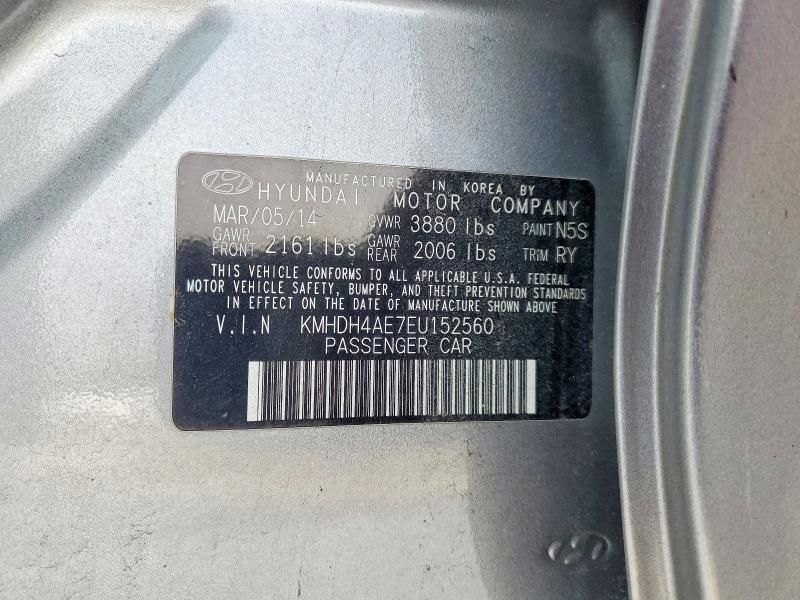 MANUFACTURED IN KOREA BY
HYUNDAI MOTOR COMPANY
MAR/05/14 GVWR 3880 lbs PAINT N5S
GAWR FRONT 2161 lbs GAWR REAR 2006 lbs TRIM RY
THIS VEHICLE CONFORMS TO ALL APPLICABLE U.S.A. FEDERAL
MOTOR VEHICLE SAFETY, BUMPER, AND THEFT PREVENTION STANDARDS
IN EFFECT ON THE DATE OF MANUFACTURE SHOWN ABOVE
V.I.N KMHDH4AE7EU152560
PASSENGER CAR